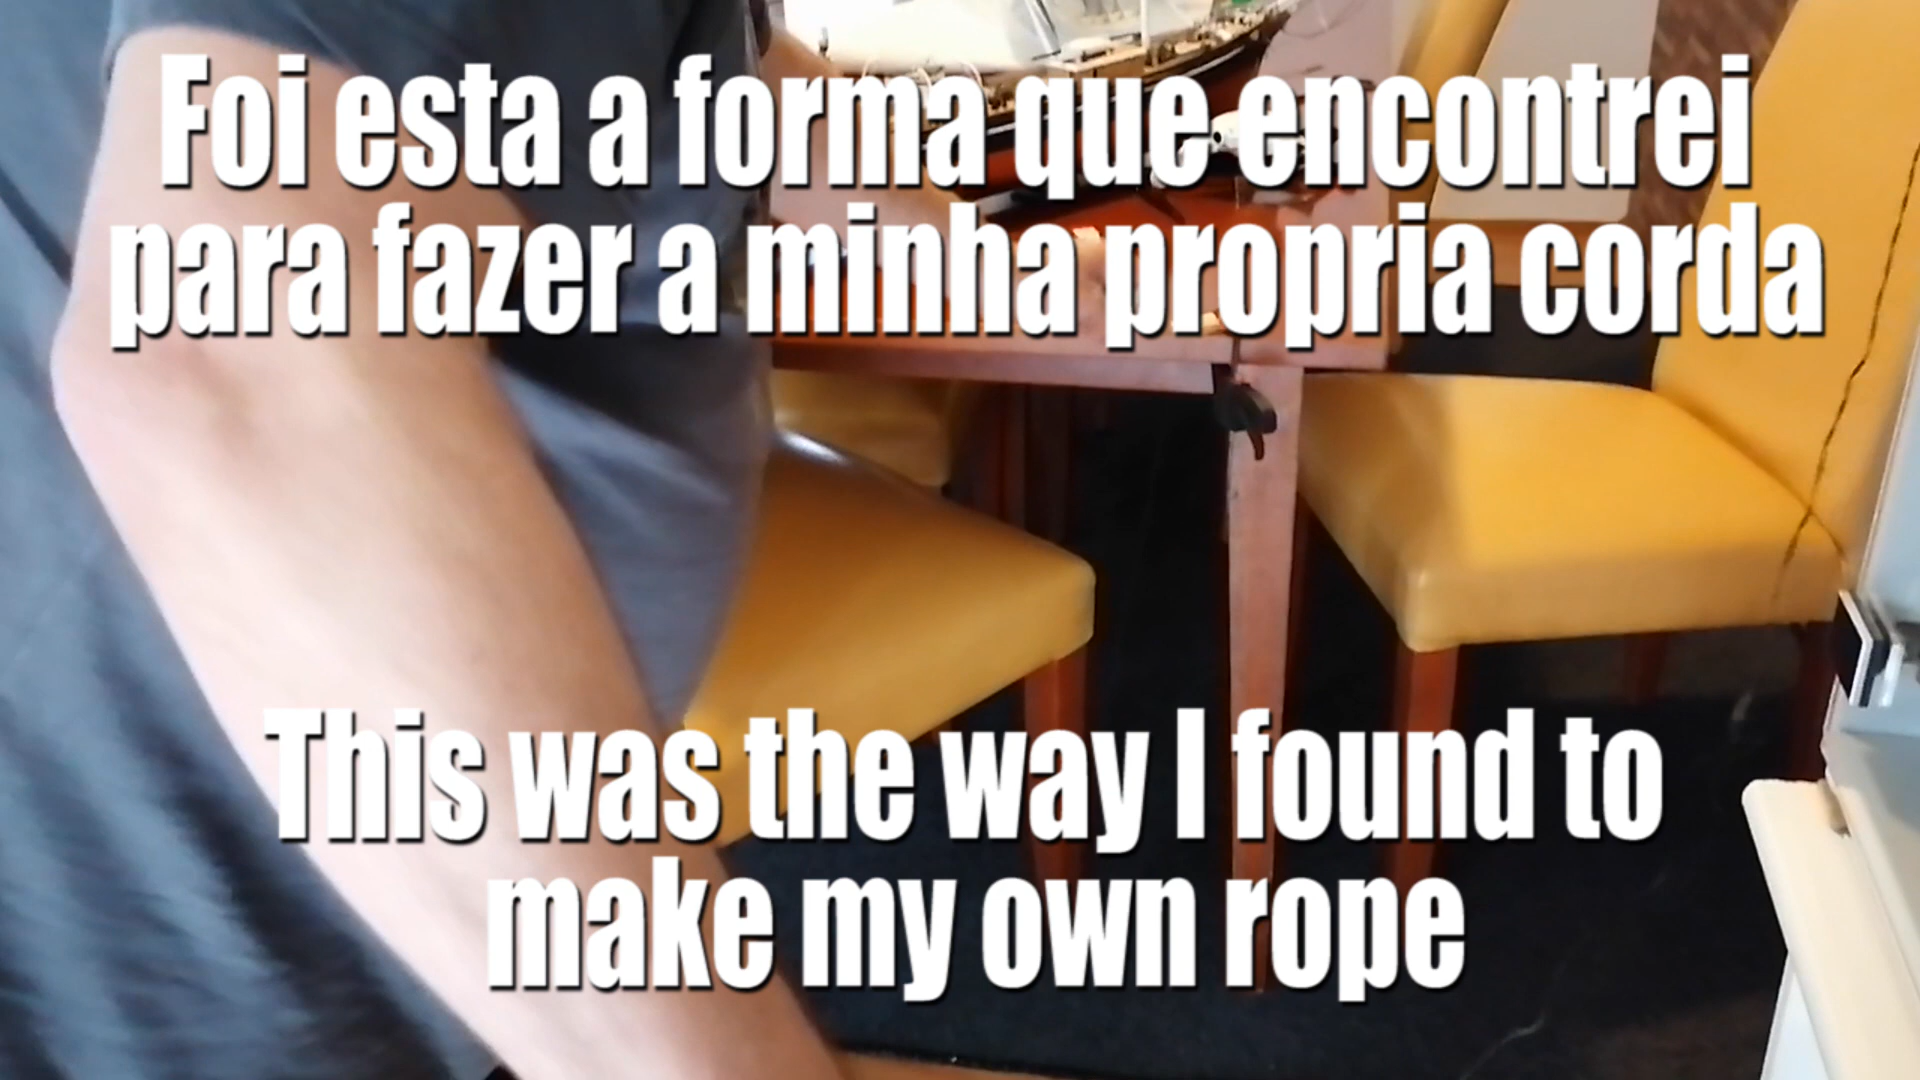 Foi esta a forma que encontrei
para fazer a minha propria corda
This was the way I found to
make my own rope